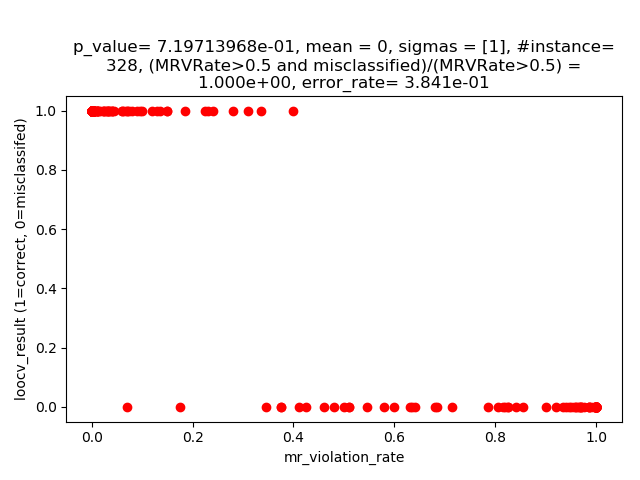 p_value= 7.19713968e-01, mean = 0, sigmas = [1], #instance=
328, (MRVRate>0.5 and misclassified)/(MRVRate>0.5) =
1.000e+00, error_rate= 3.841e-01
1.0
0.8
0.6
0.4
0.2
0.0
loocv_result (1=correct, 0=misclassifed)
0.0 0.2 0.4 0.6 0.8 1.0
mr_violation_rate